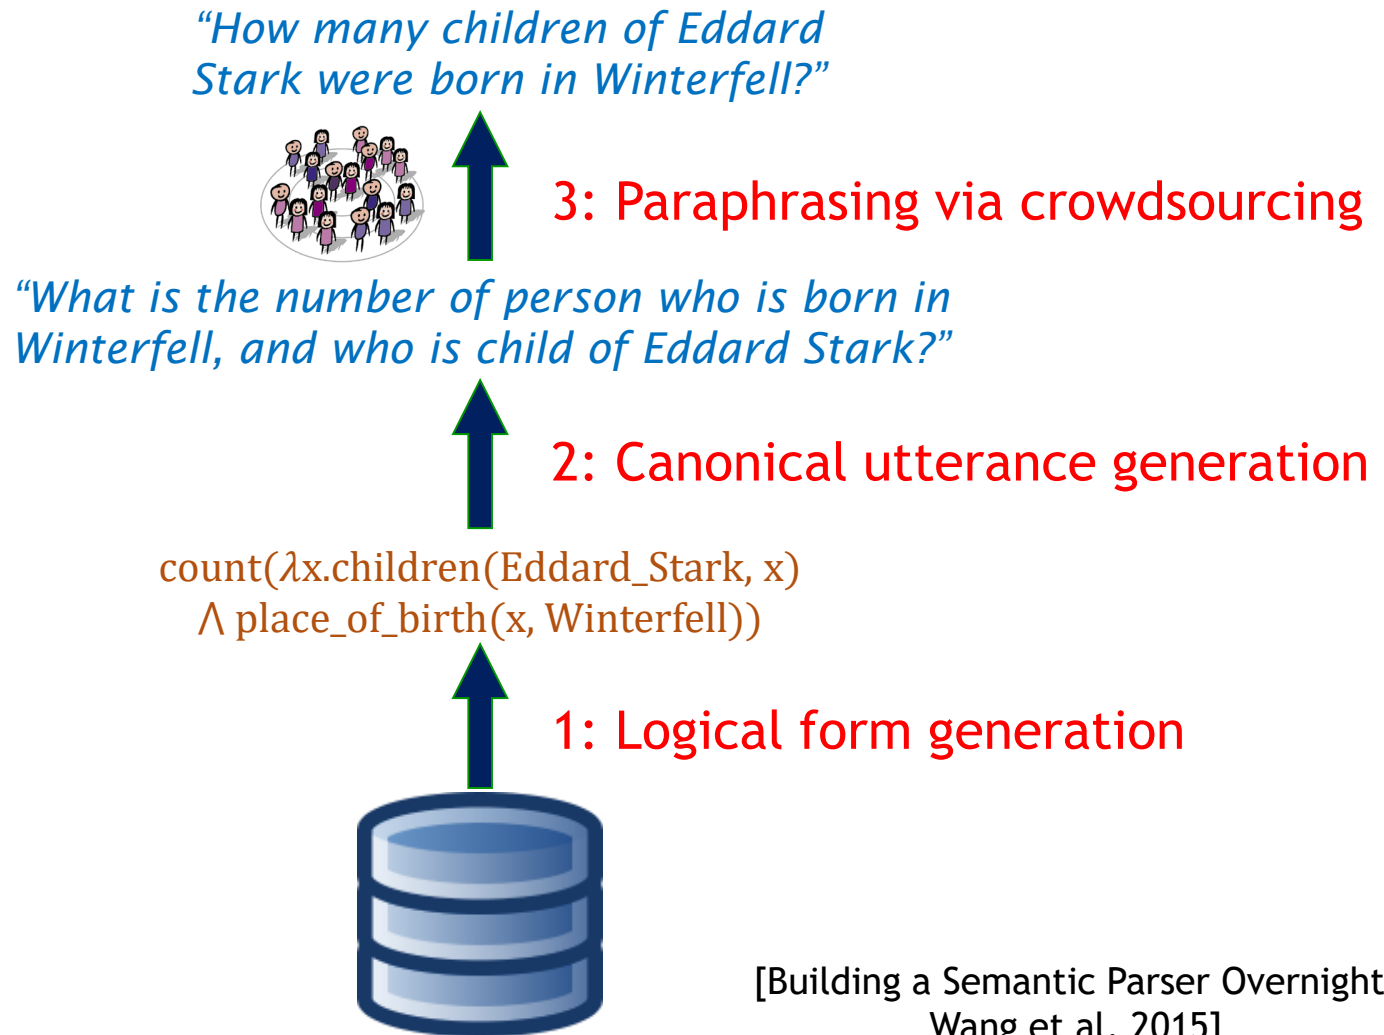 “How many children of Eddard
Stark were born in Winterfell?”
3: Paraphrasing via crowdsourcing
“What is the number of person who is born in
Winterfell, and who is child of Eddard Stark?”
2: Canonical utterance generation
count(λx.children(Eddard_Stark, x)
∧ place_of_birth(x, Winterfell))
1: Logical form generation
[Building a Semantic Parser Overnight
Wang et al. 2015]